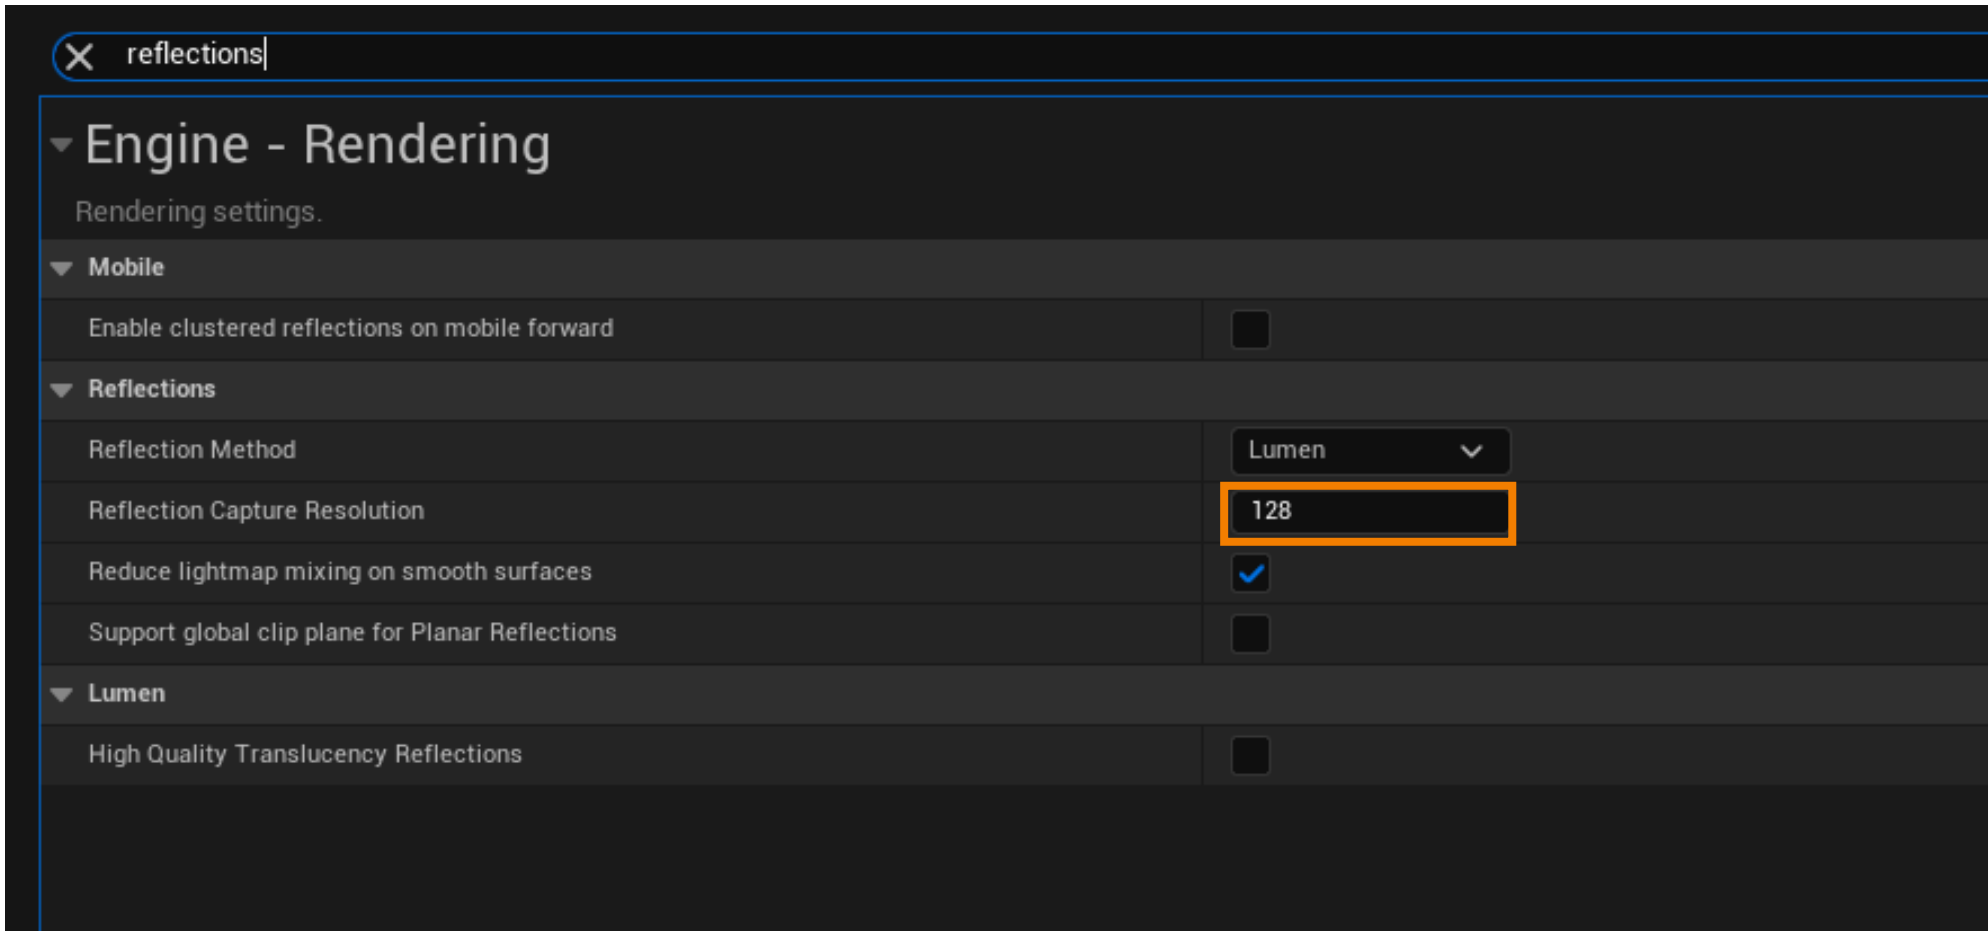 reflections
Engine - Rendering
Rendering settings.
Mobile
Enable clustered reflections on mobile forward
Reflections
Reflection Method
Lumen
Reflection Capture Resolution
128
Reduce lightmap mixing on smooth surfaces
Support global clip plane for Planar Reflections
Lumen
High Quality Translucency Reflections